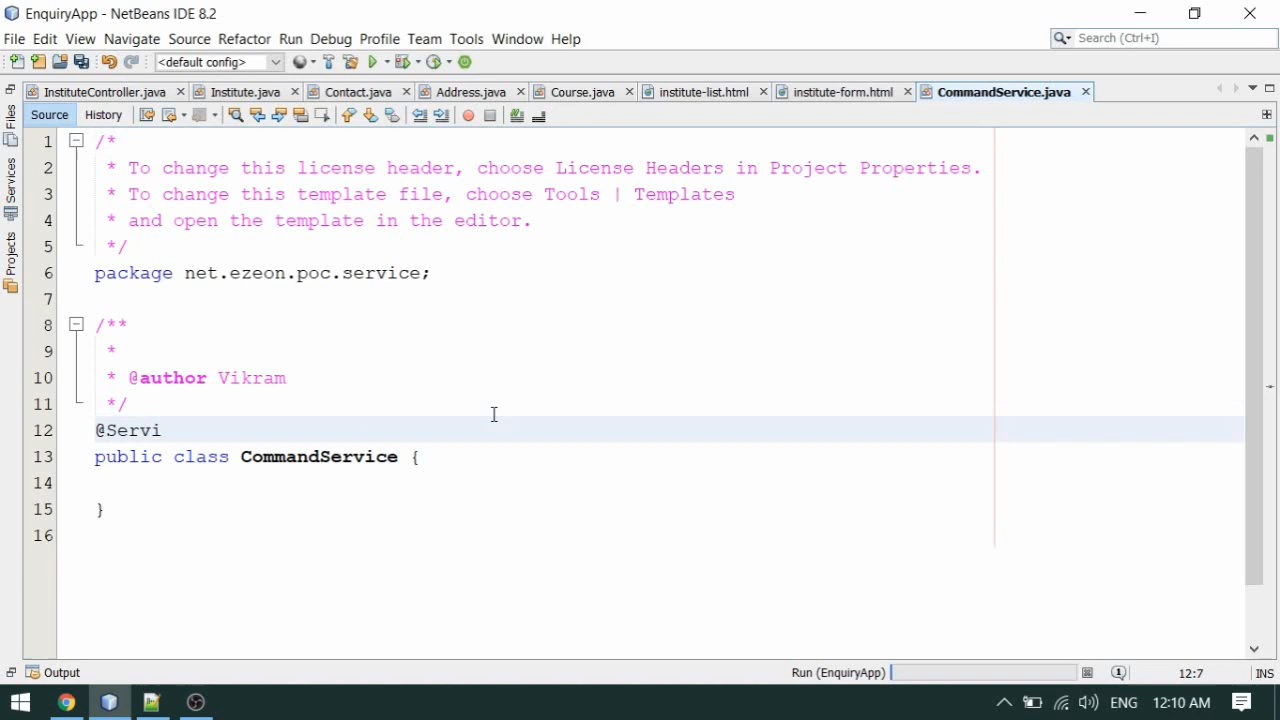 EnquiryApp - NetBeans IDE 8.2
File Edit View Navigate Source Refactor Run Debug Profile Team Tools Window Help
Search (Ctrl+I)
<default config>
InstituteController.java Institute.java Contact.java Address.java Course.java institute-list.html institute-form.html CommandService.java
Source History
Files
Services
Projects
1 /*
2 * To change this license header, choose License Headers in Project Properties.
3 * To change this template file, choose Tools | Templates
4 * and open the template in the editor.
5 */
6 package net.ezeon.poc.service;
7
8 /**
9 *
10 * @author Vikram
11 */
12 @Servi
13 public class CommandService {
14
15 }
16
Output Run (EnquiryApp) 1 12:7 INS
ENG 12:10 AM